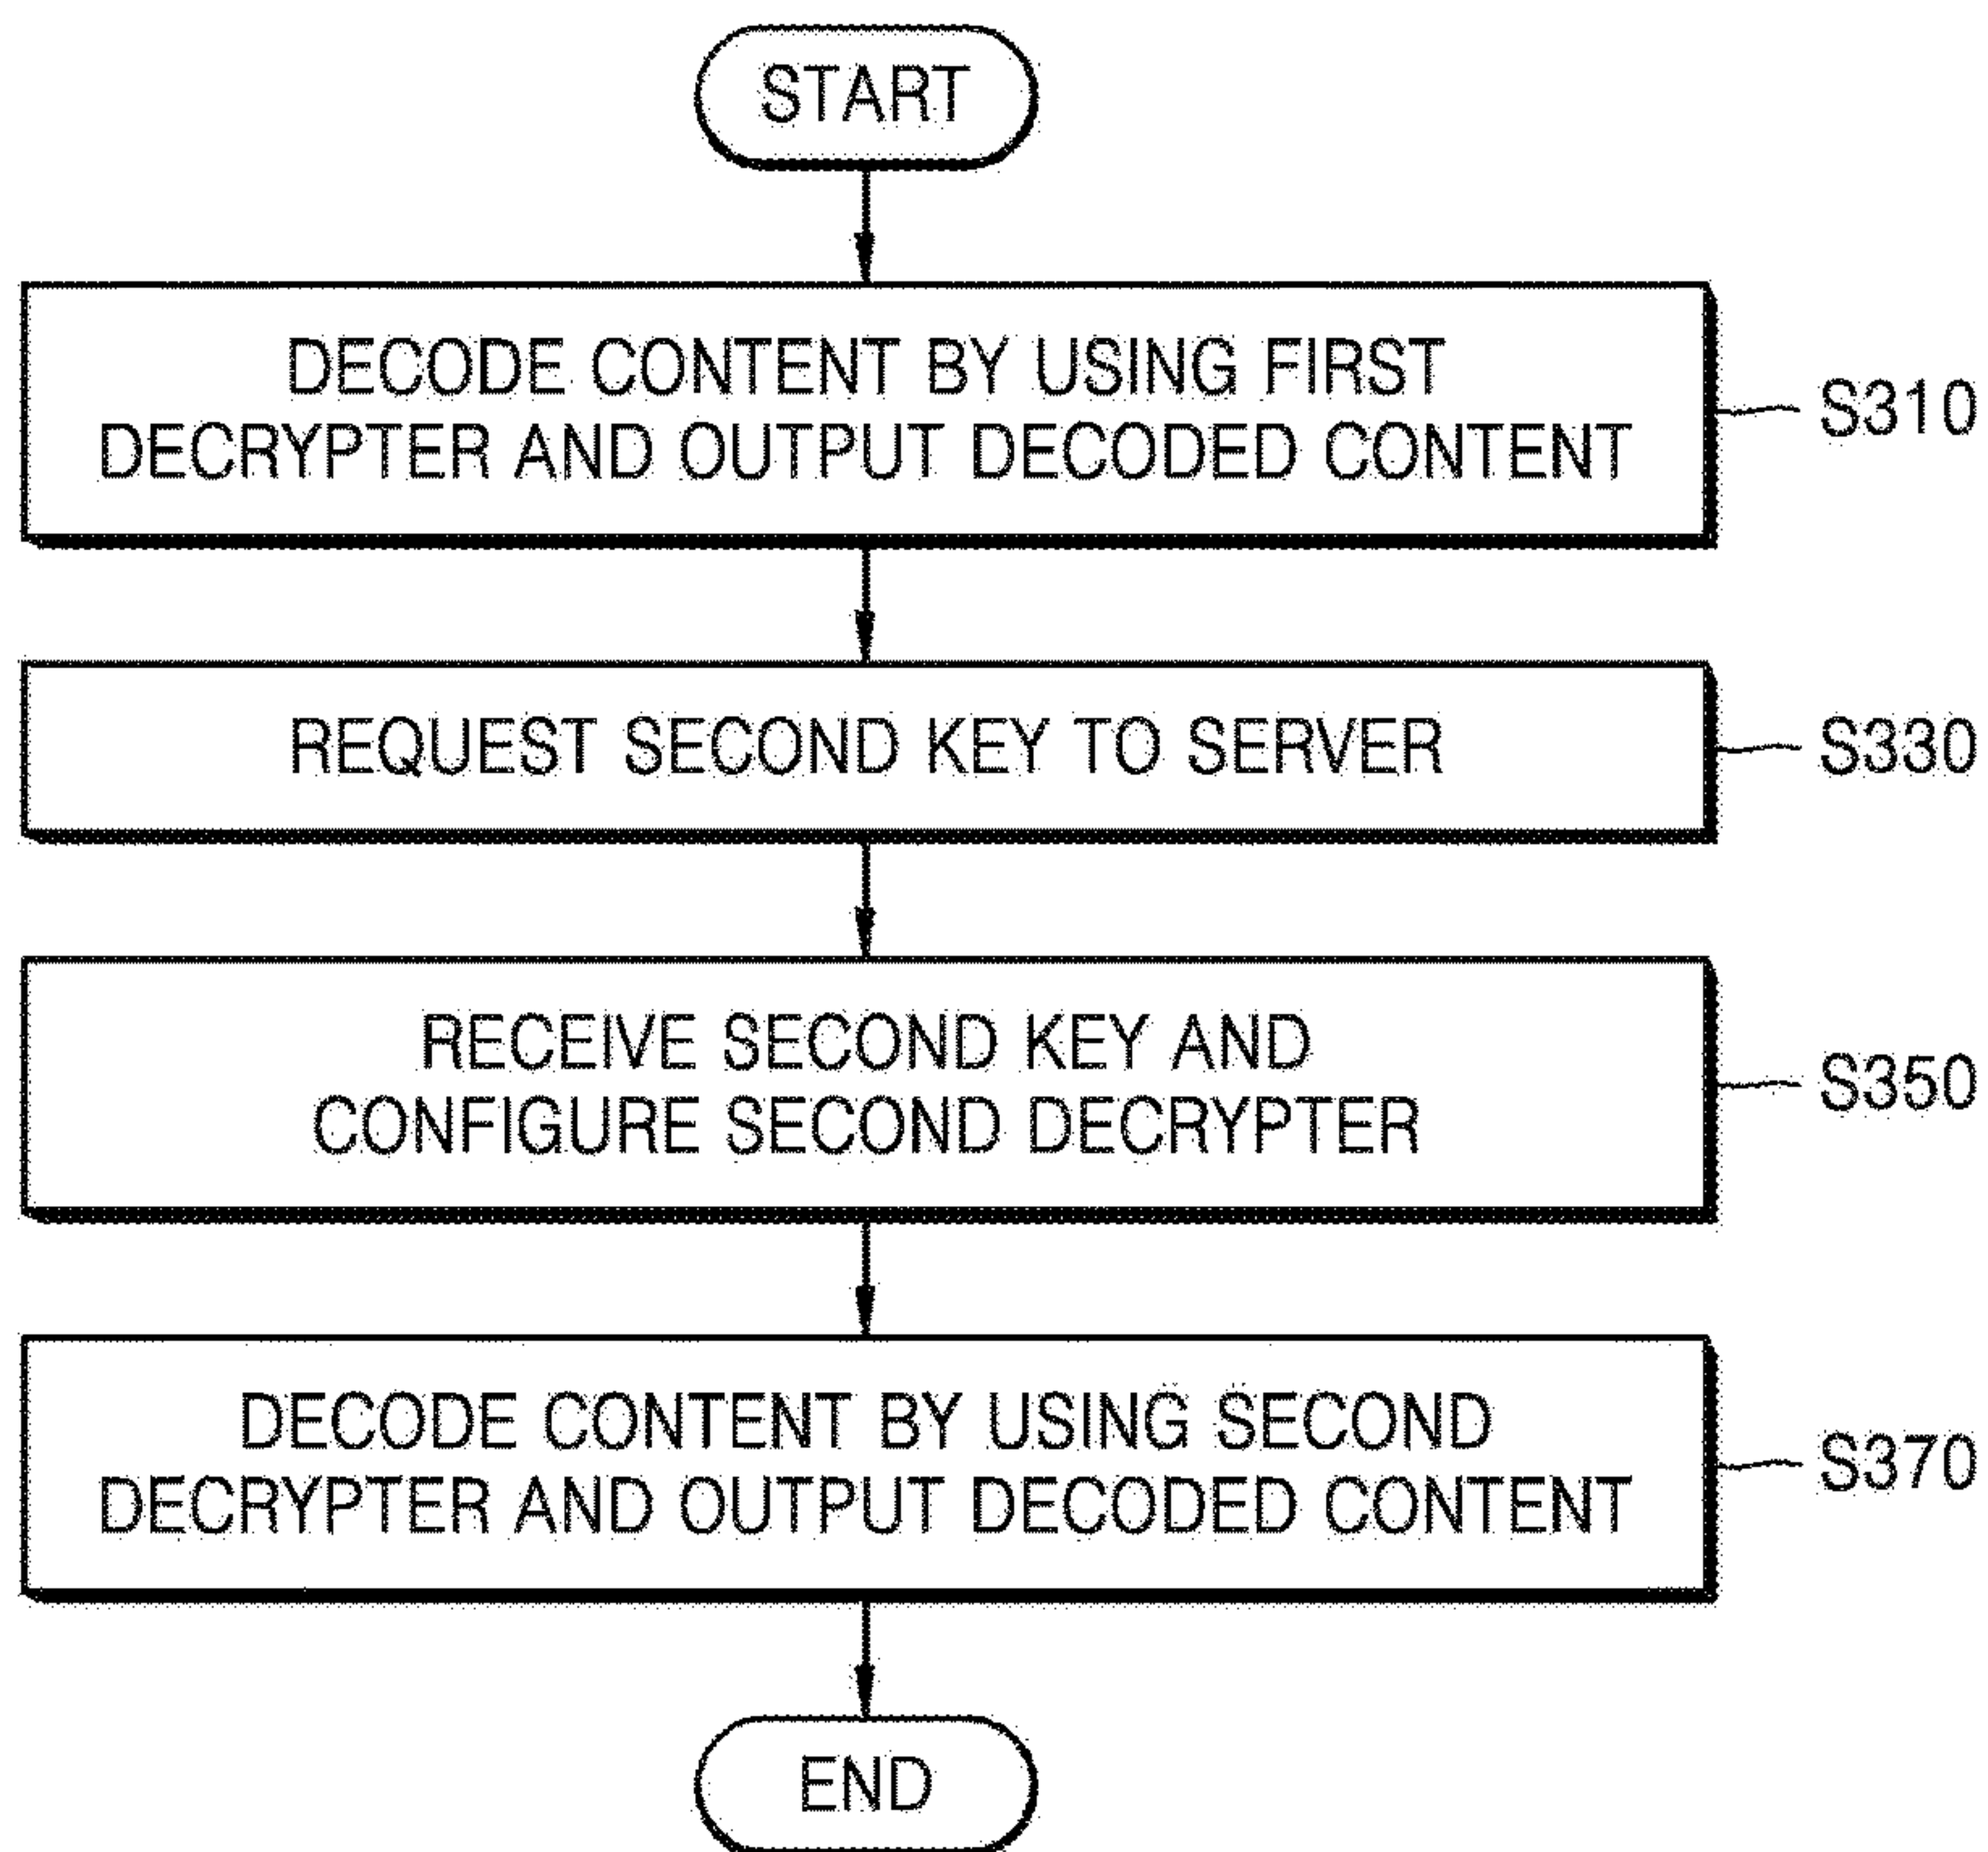 START
DECODE CONTENT BY USING FIRST
DECRYPTER AND OUTPUT DECODED CONTENT
S310
REQUEST SECOND KEY TO SERVER
S330
RECEIVE SECOND KEY AND
CONFIGURE SECOND DECRYPTER
S350
DECODE CONTENT BY USING SECOND
DECRYPTER AND OUTPUT DECODED CONTENT
S370
END